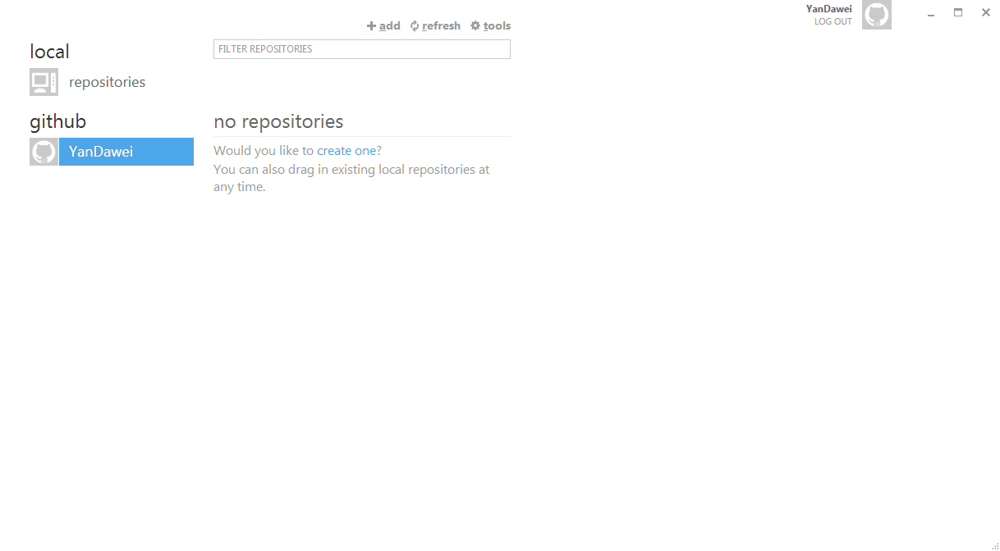 YanDawei
LOG OUT
add refresh tools
local
FILTER REPOSITORIES
repositories
github
no repositories
YanDawei
Would you like to create one?
You can also drag in existing local repositories at
any time.